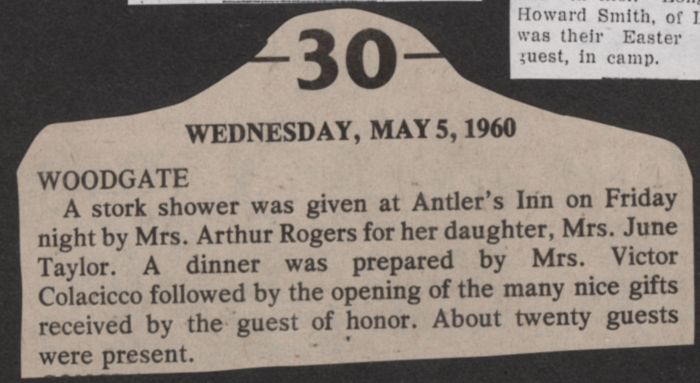 Howard Smith, of
was their Easter
guest, in camp.
—30—
WEDNESDAY, MAY 5, 1960
WOODGATE
A stork shower was given at Antler's Inn on Friday
night by Mrs. Arthur Rogers for her daughter, Mrs. June
Taylor. A dinner was prepared by Mrs. Victor
Colacicco followed by the opening of the many nice gifts
received by the guest of honor. About twenty guests
were present.